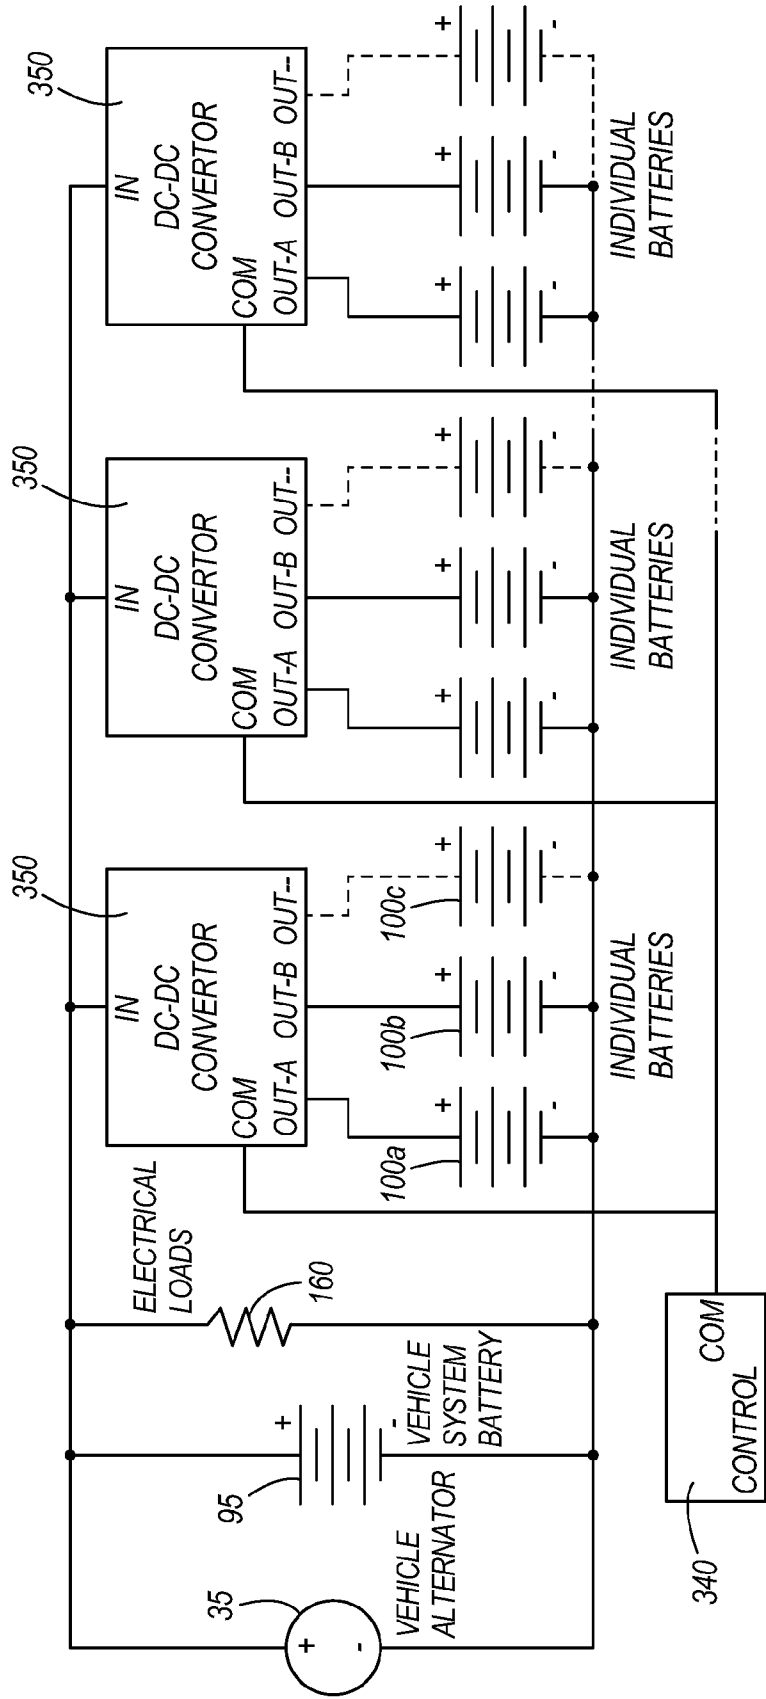 350
350
350
IN
DC-DC
CONVERTOR
COM
OUT-A OUT-B OUT--
IN
DC-DC
CONVERTOR
COM
OUT-A OUT-B OUT--
IN
DC-DC
CONVERTOR
COM
OUT-A OUT-B OUT--
ELECTRICAL
LOADS
160
+
-
95
VEHICLE
SYSTEM
BATTERY
35
+
-
VEHICLE
ALTERNATOR
+ + +
- - -
100a 100b 100c
INDIVIDUAL
BATTERIES
+ + +
- - -
INDIVIDUAL
BATTERIES
+ + +
- - -
INDIVIDUAL
BATTERIES
COM
CONTROL
340